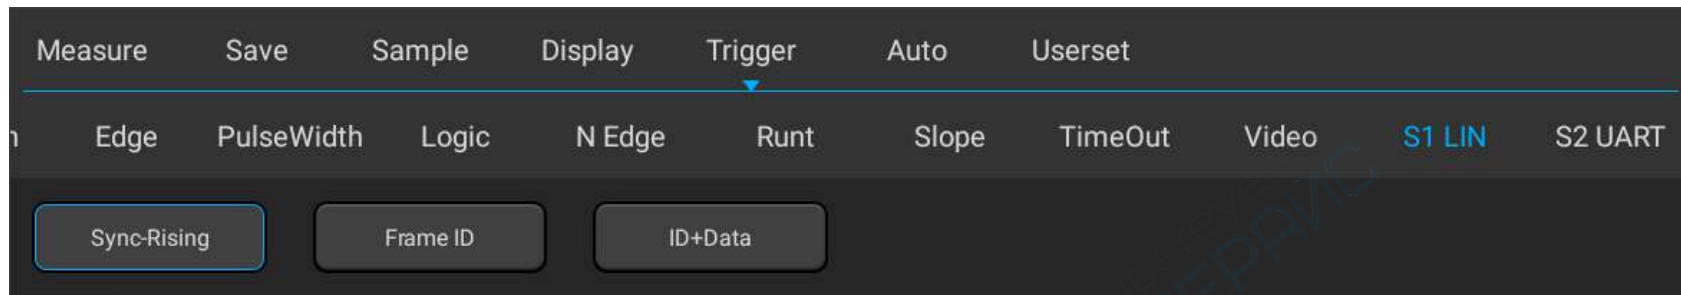 Measure Save Sample Display Trigger Auto Userset
Edge PulseWidth Logic N Edge Runt Slope TimeOut Video S1 LIN S2 UART
Sync-Rising Frame ID ID+Data